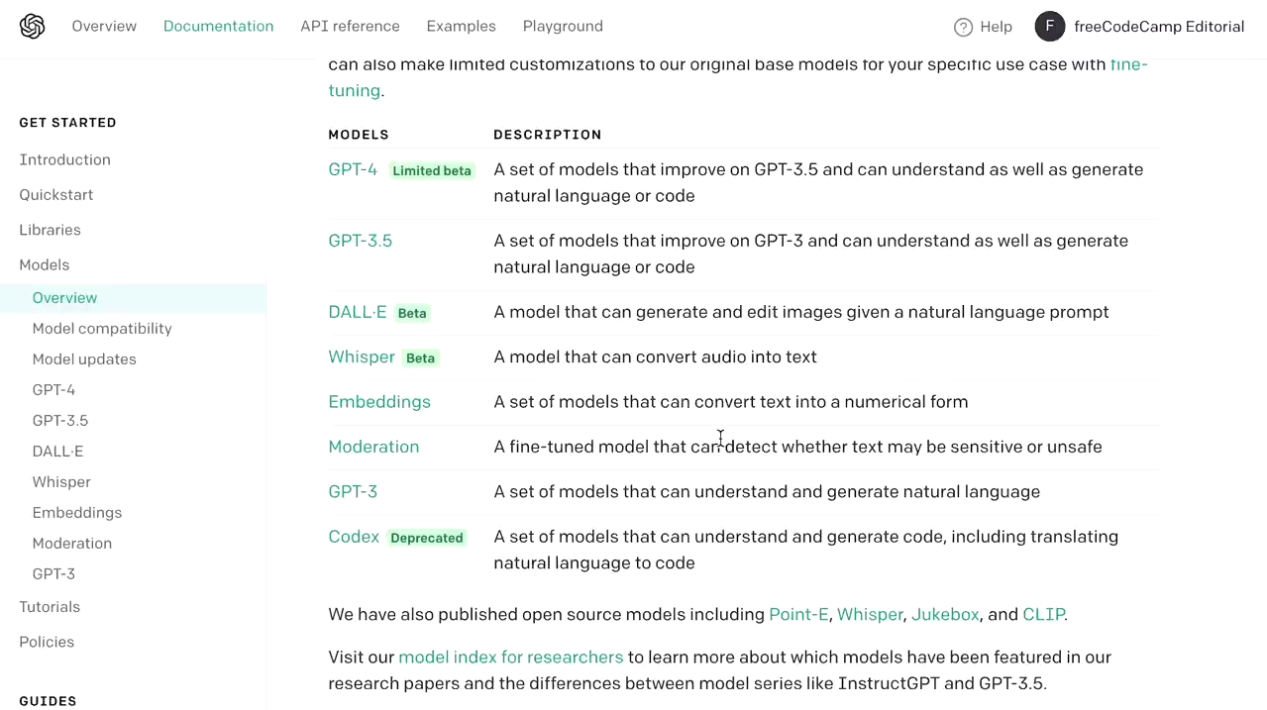 Overview Documentation API reference Examples Playground Help F freeCodeCamp Editorial
GET STARTED
Introduction
Quickstart
Libraries
Models
Overview
Model compatibility
Model updates
GPT-4
GPT-3.5
DALL·E
Whisper
Embeddings
Moderation
GPT-3
Tutorials
Policies
GUIDES
can also make limited customizations to our original base models for your specific use case with fine-
tuning.
MODELS DESCRIPTION
GPT-4 Limited beta A set of models that improve on GPT-3.5 and can understand as well as generate
natural language or code
GPT-3.5 A set of models that improve on GPT-3 and can understand as well as generate
natural language or code
DALL·E Beta A model that can generate and edit images given a natural language prompt
Whisper Beta A model that can convert audio into text
Embeddings A set of models that can convert text into a numerical form
Moderation A fine-tuned model that can detect whether text may be sensitive or unsafe
GPT-3 A set of models that can understand and generate natural language
Codex Deprecated A set of models that can understand and generate code, including translating
natural language to code
We have also published open source models including Point-E, Whisper, Jukebox, and CLIP.
Visit our model index for researchers to learn more about which models have been featured in our
research papers and the differences between model series like InstructGPT and GPT-3.5.